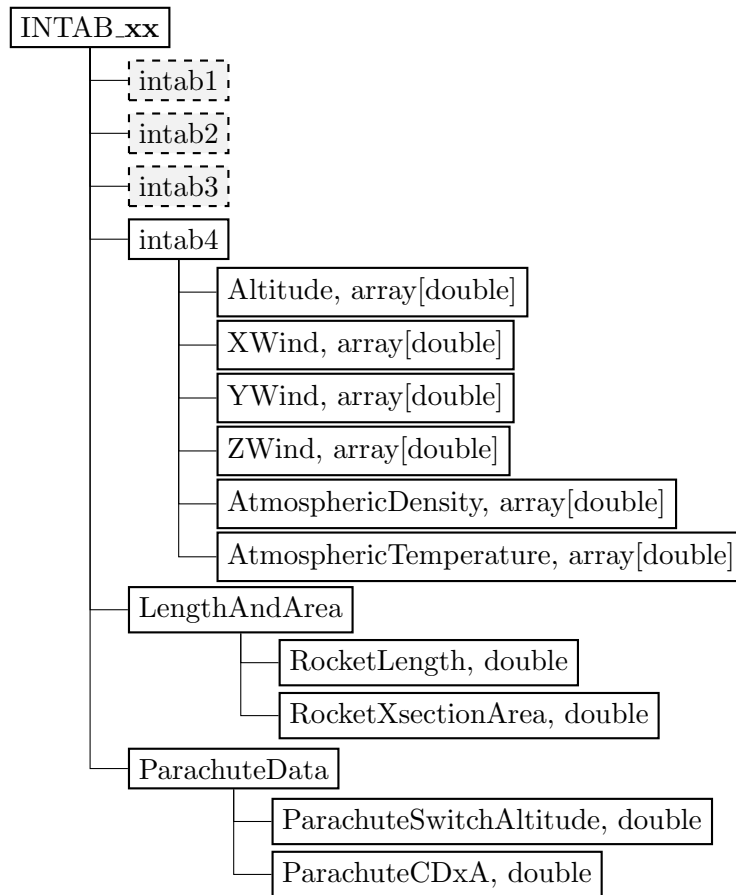 INTAB_xx
intab1
intab2
intab3
intab4
Altitude, array[double]
XWind, array[double]
YWind, array[double]
ZWind, array[double]
AtmosphericDensity, array[double]
AtmosphericTemperature, array[double]
LengthAndArea
RocketLength, double
RocketXsectionArea, double
ParachuteData
ParachuteSwitchAltitude, double
ParachuteCDxA, double